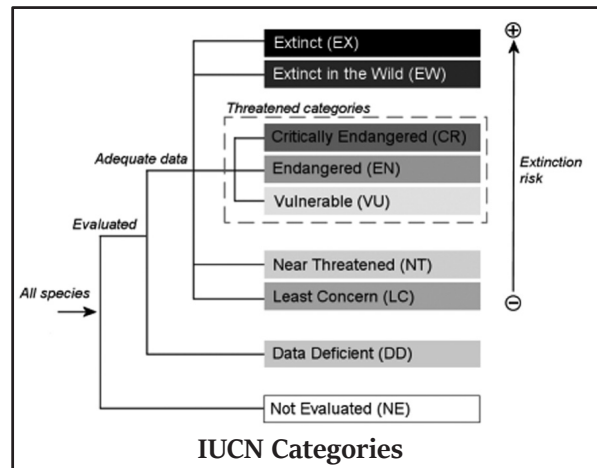 Extinct (EX)
Extinct in the Wild (EW)
Threatened categories
Critically Endangered (CR)
Adequate data
Endangered (EN)
Extinction
risk
Vulnerable (VU)
Evaluated
Near Threatened (NT)
All species
Least Concern (LC)
Data Deficient (DD)
Not Evaluated (NE)
IUCN Categories